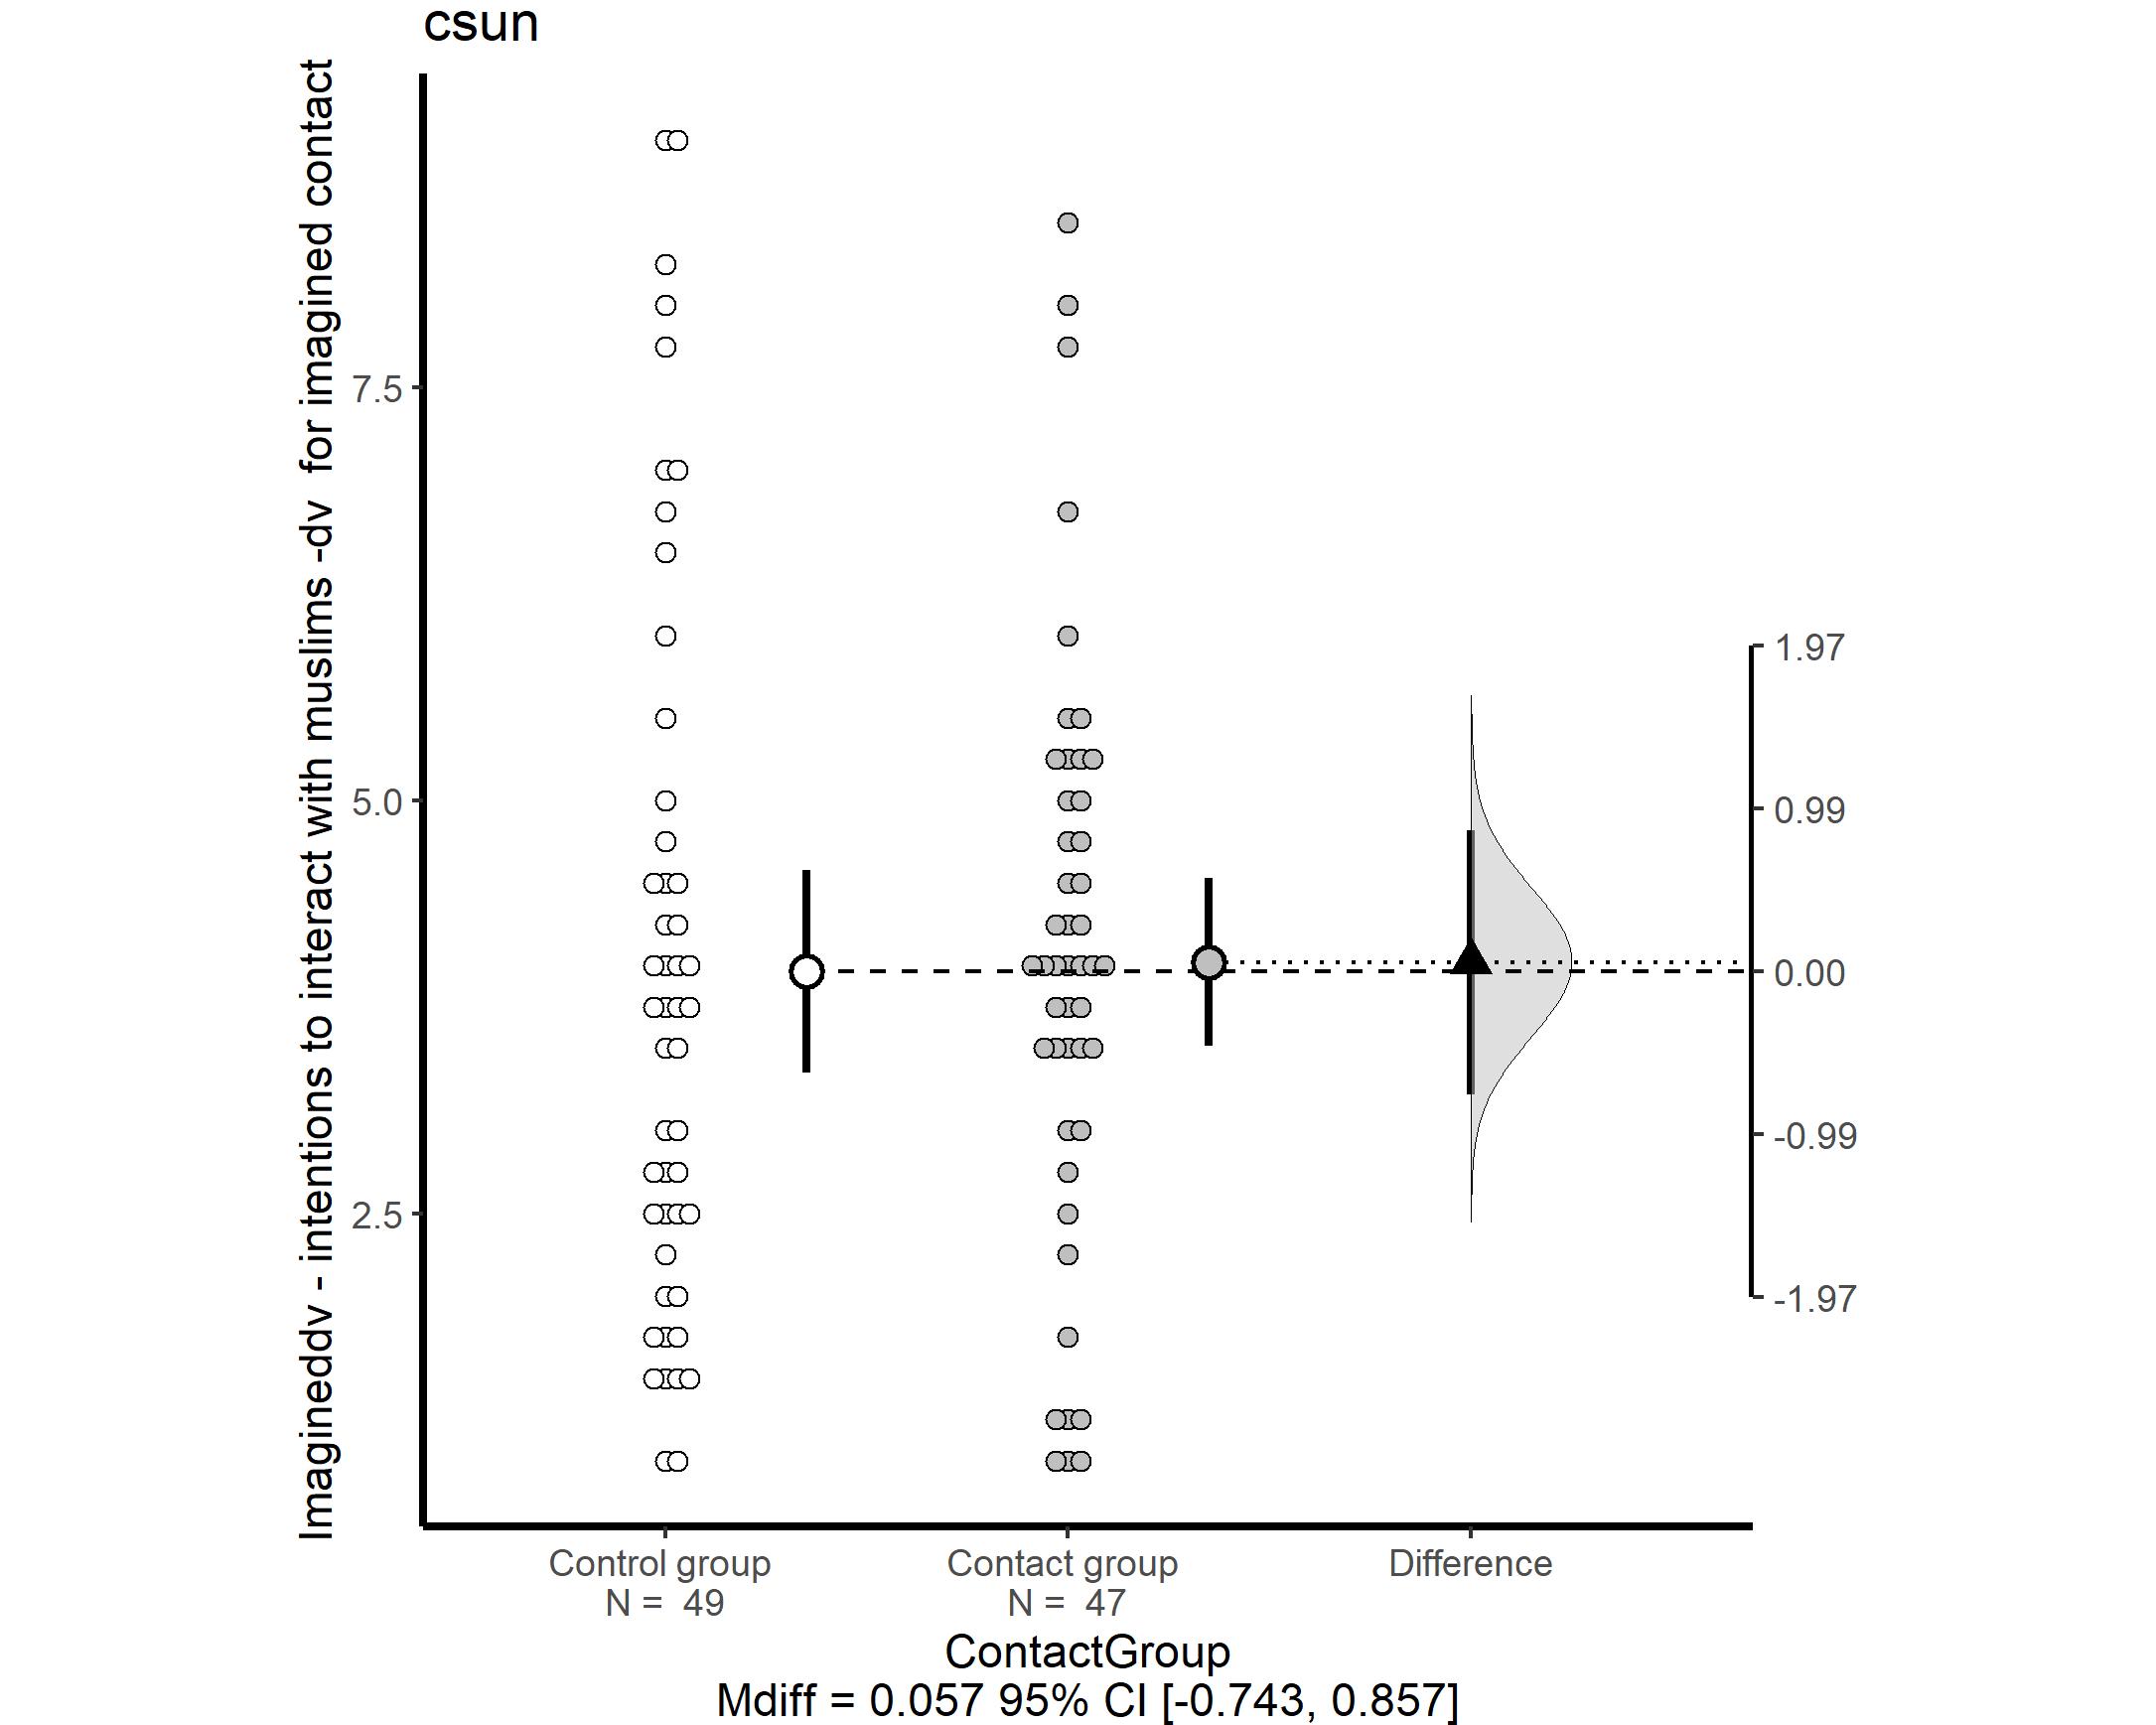 csun
Imagineddv - intentions to interact with muslims -dv  for imagined contact
7.5
5.0
2.5
1.97
0.99
0.00
-0.99
-1.97
Control group
N =  49
Contact group
N =  47
Difference
ContactGroup
Mdiff = 0.057 95% CI [-0.743, 0.857]